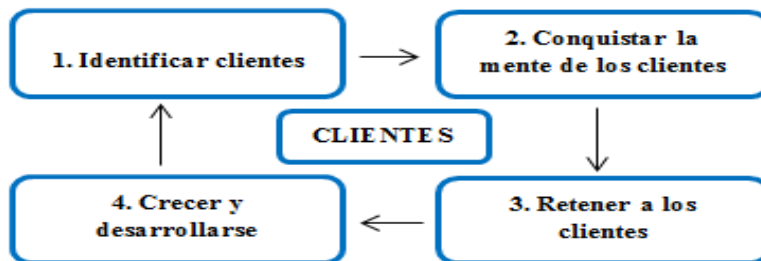 1. Identificar clientes
2. Conquistar la
mente de los clientes
CLIENTES
4. Crecer y
desarrollarse
3. Retener a los
clientes